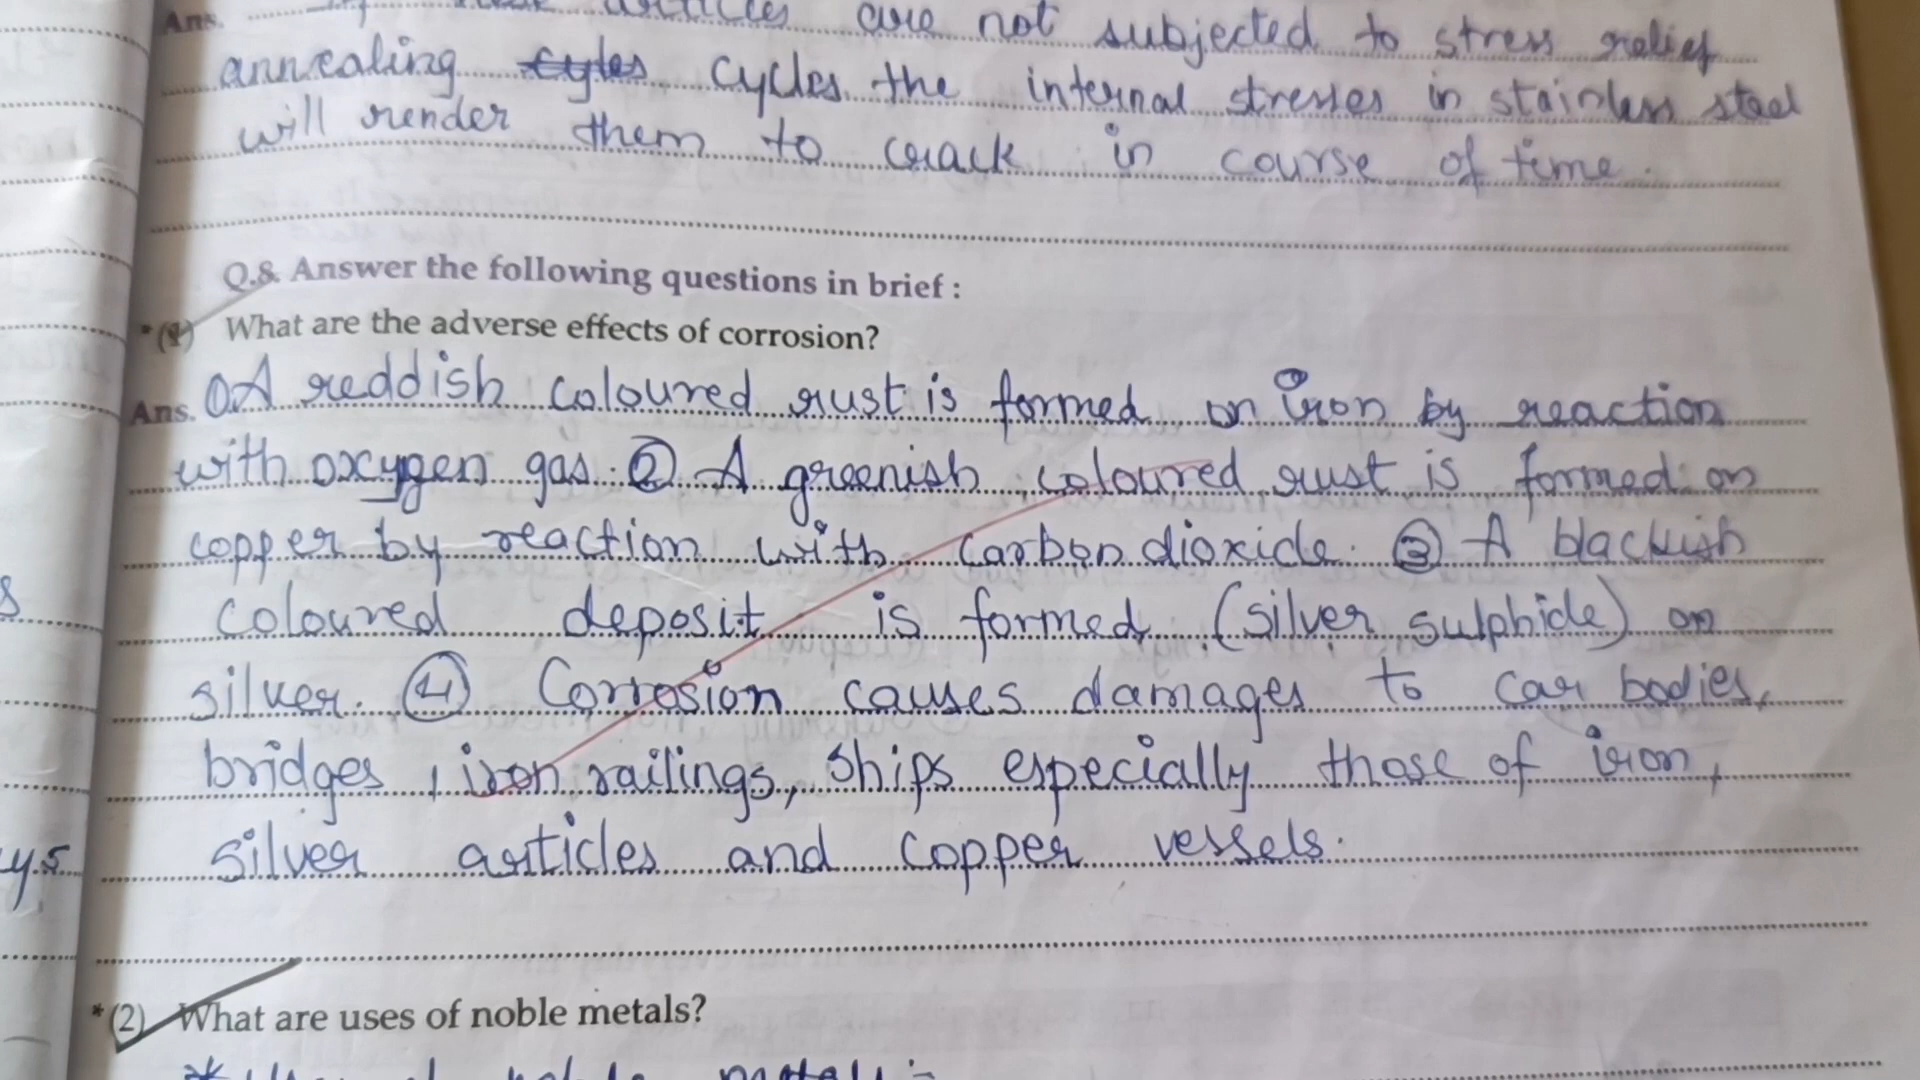 Ans. articles are not subjected to stress relief
annealing cycles the internal stresses in stainless steel
will render them to crack in course of time.
Q.8. Answer the following questions in brief :
* (1) What are the adverse effects of corrosion?
Ans. ① A reddish coloured rust is formed on iron by reaction
with oxygen gas. ② A greenish coloured rust is formed on
copper by reaction with carbon dioxide. ③ A blackish
coloured deposit is formed (silver sulphide) on
silver. ④ Corrosion causes damages to car bodies,
bridges, iron railings, ships especially those of iron,
silver articles and copper vessels.
* (2) What are uses of noble metals?